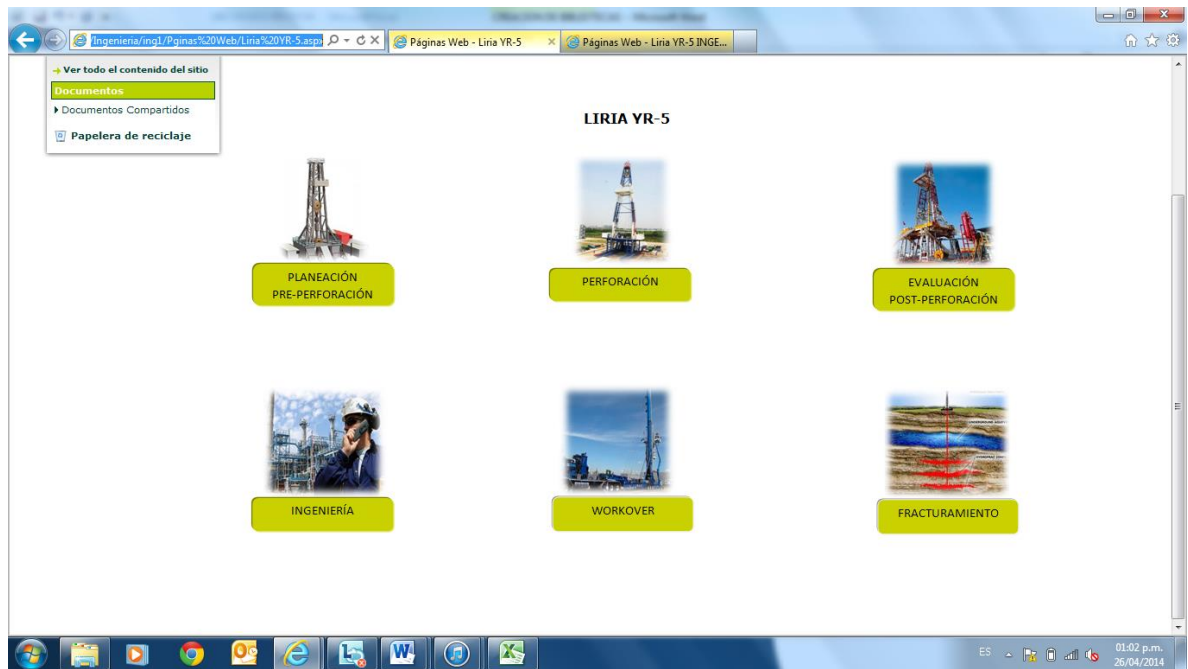 /Ingenieria/ing1/Pginas%20Web/Liria%20YR-5.aspx
Páginas Web - Liria YR-5
Páginas Web - Liria YR-5 INGE...
Ver todo el contenido del sitio
Documentos
Documentos Compartidos
Papelera de reciclaje
LIRIA YR-5
PLANEACIÓN
PRE-PERFORACIÓN
PERFORACIÓN
EVALUACIÓN
POST-PERFORACIÓN
INGENIERÍA
WORKOVER
FRACTURAMIENTO
ES
01:02 p.m.
26/04/2014